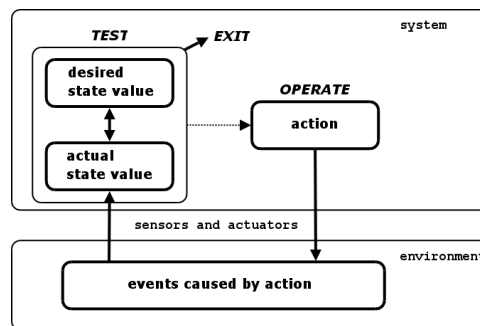 system
TEST
EXIT
desired
state value
OPERATE
action
actual
state value
sensors and actuators
environment
events caused by action